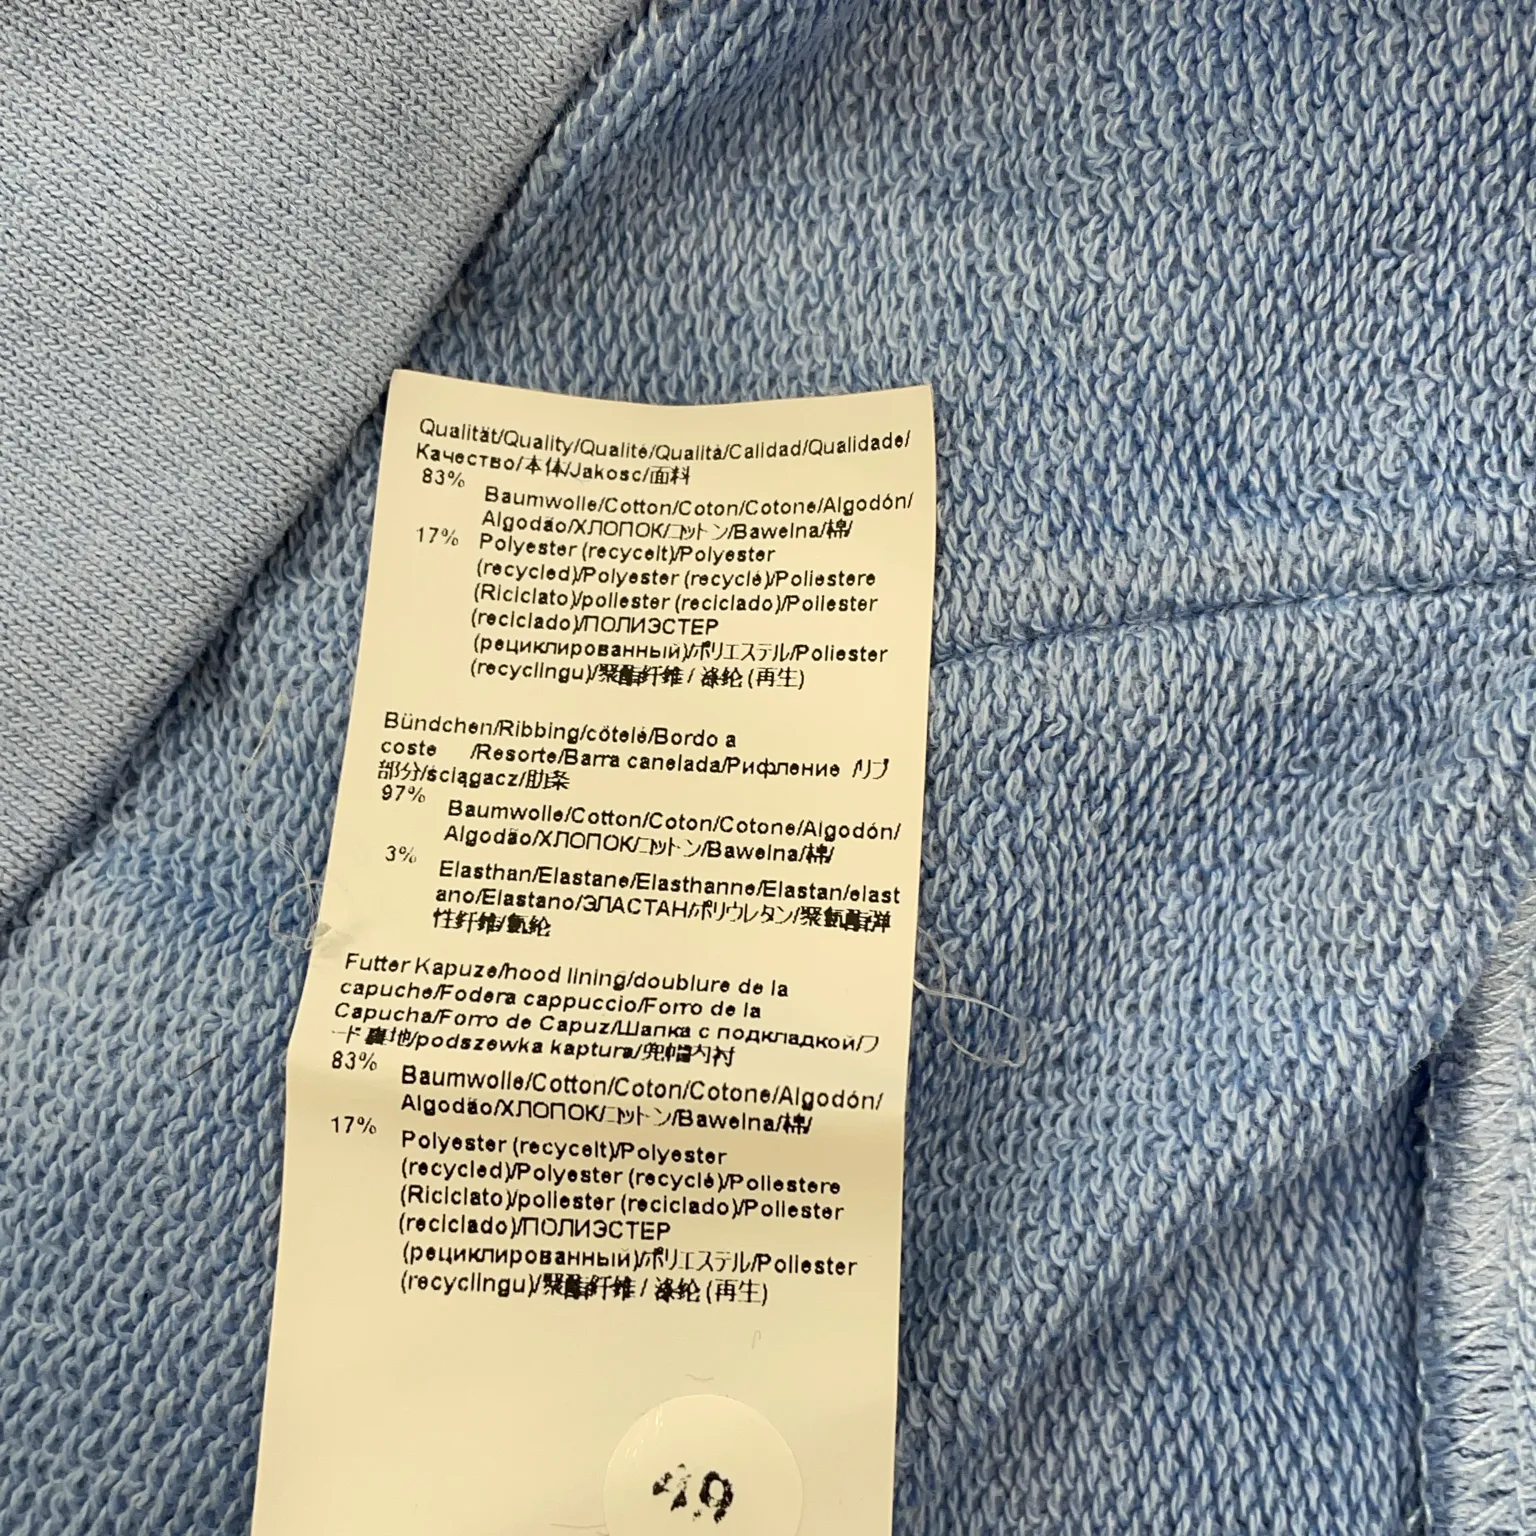 Qualität/Quality/Qualité/Qualità/Calidad/Qualidade/
Качество/本体/Jakosc/面料
83%
Baumwolle/Cotton/Coton/Cotone/Algodón/
Algodão/ХЛОПОК/コットン/Bawelna/棉/
17%
Polyester (recycelt)/Polyester
(recycled)/Polyester (recyclé)/Poliestere
(Riciclato)/poliester (reciclado)/Poliester
(reciclado)/ПОЛИЭСТЕР
(рециклированный)/ポリエステル/Poliester
(recyclingu)/聚酯纤维 / 涤纶 (再生)
Bündchen/Ribbing/côtelé/Bordo a
coste /Resorte/Barra canelada/Рифление /リブ
部分/ściągacz/肋条
97%
Baumwolle/Cotton/Coton/Cotone/Algodón/
Algodão/ХЛОПОК/コットン/Bawelna/棉/
3%
Elasthan/Elastane/Elasthanne/Elastan/elast
ano/Elastano/ЭЛАСТАН/ポリウレタン/聚氨酯弹
性纤维/氨纶
Futter Kapuze/hood lining/doublure de la
capuche/Fodera cappuccio/Forro de la
Capucha/Forro de Capuz/Шапка с подкладкой/フ
ード裏地/podszewka kaptura/兜帽内衬
83%
Baumwolle/Cotton/Coton/Cotone/Algodón/
Algodão/ХЛОПОК/コットン/Bawelna/棉/
17%
Polyester (recycelt)/Polyester
(recycled)/Polyester (recyclé)/Poliestere
(Riciclato)/poliester (reciclado)/Poliester
(reciclado)/ПОЛИЭСТЕР
(рециклированный)/ポリエステル/Poliester
(recyclingu)/聚酯纤维 / 涤纶 (再生)